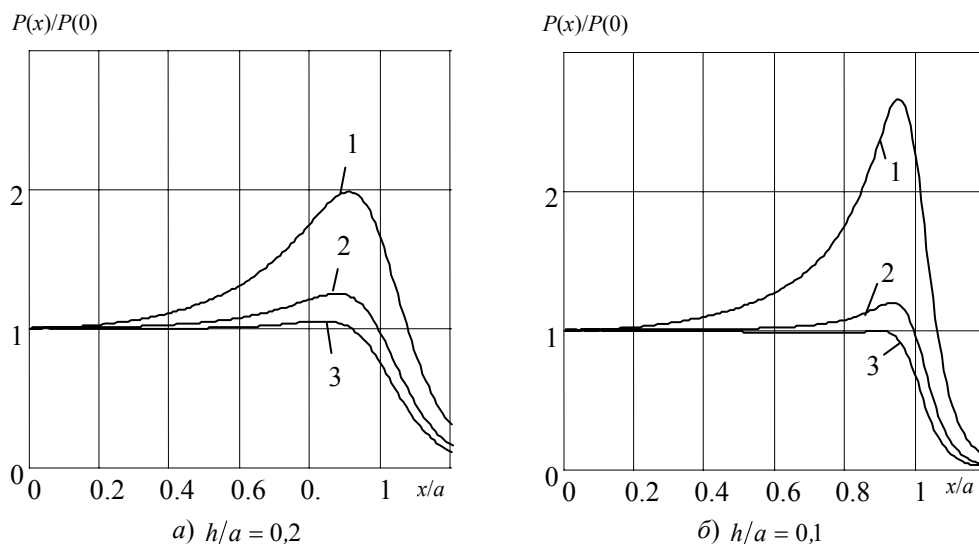 P(x)/P(0)
2
1
0
1
2
3
0 0.2 0.4 0.6 0. 1 x/a
а) h/a = 0,2
P(x)/P(0)
2
1
0
1
2
3
0 0.2 0.4 0.6 0.8 1 x/a
б) h/a = 0,1